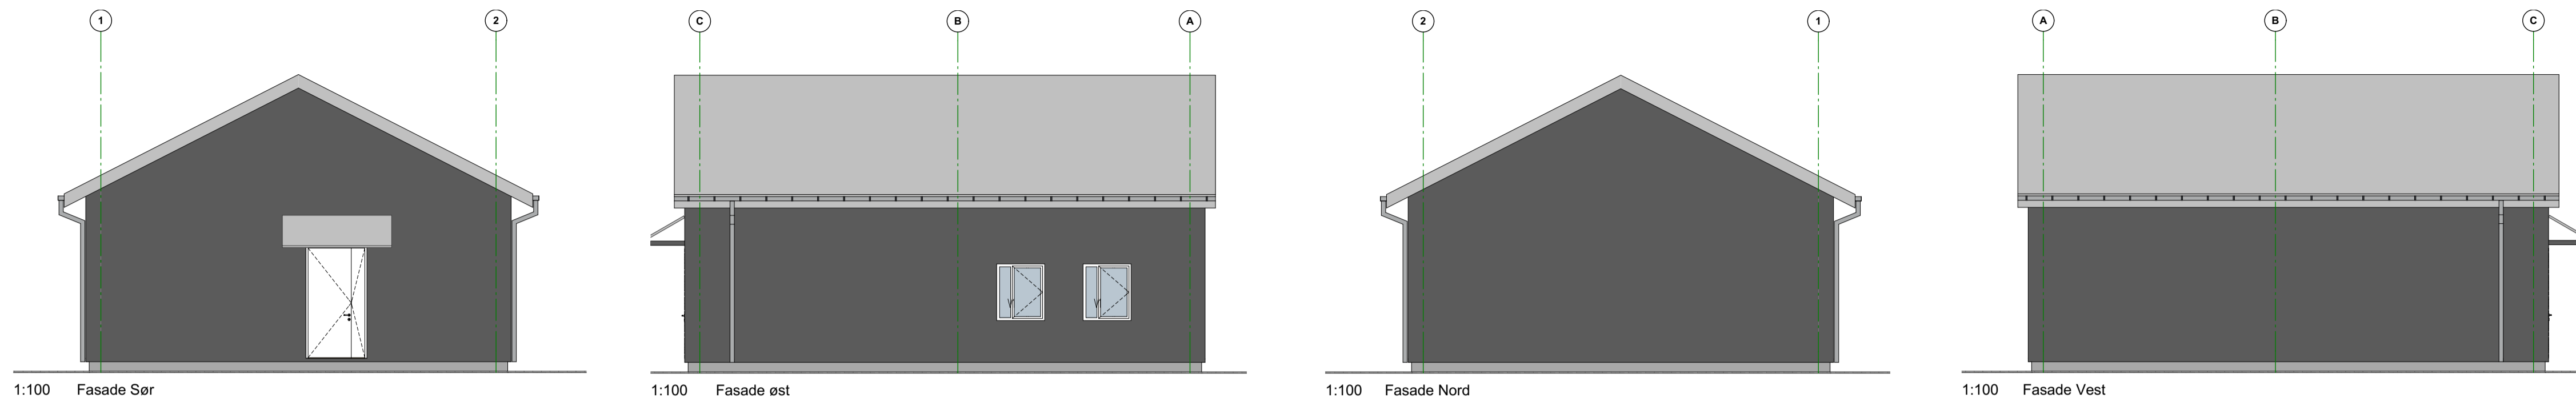 1 2 C B A 2 1 A B C
1:100 Fasade Sør
1:100 Fasade øst
1:100 Fasade Nord
1:100 Fasade Vest